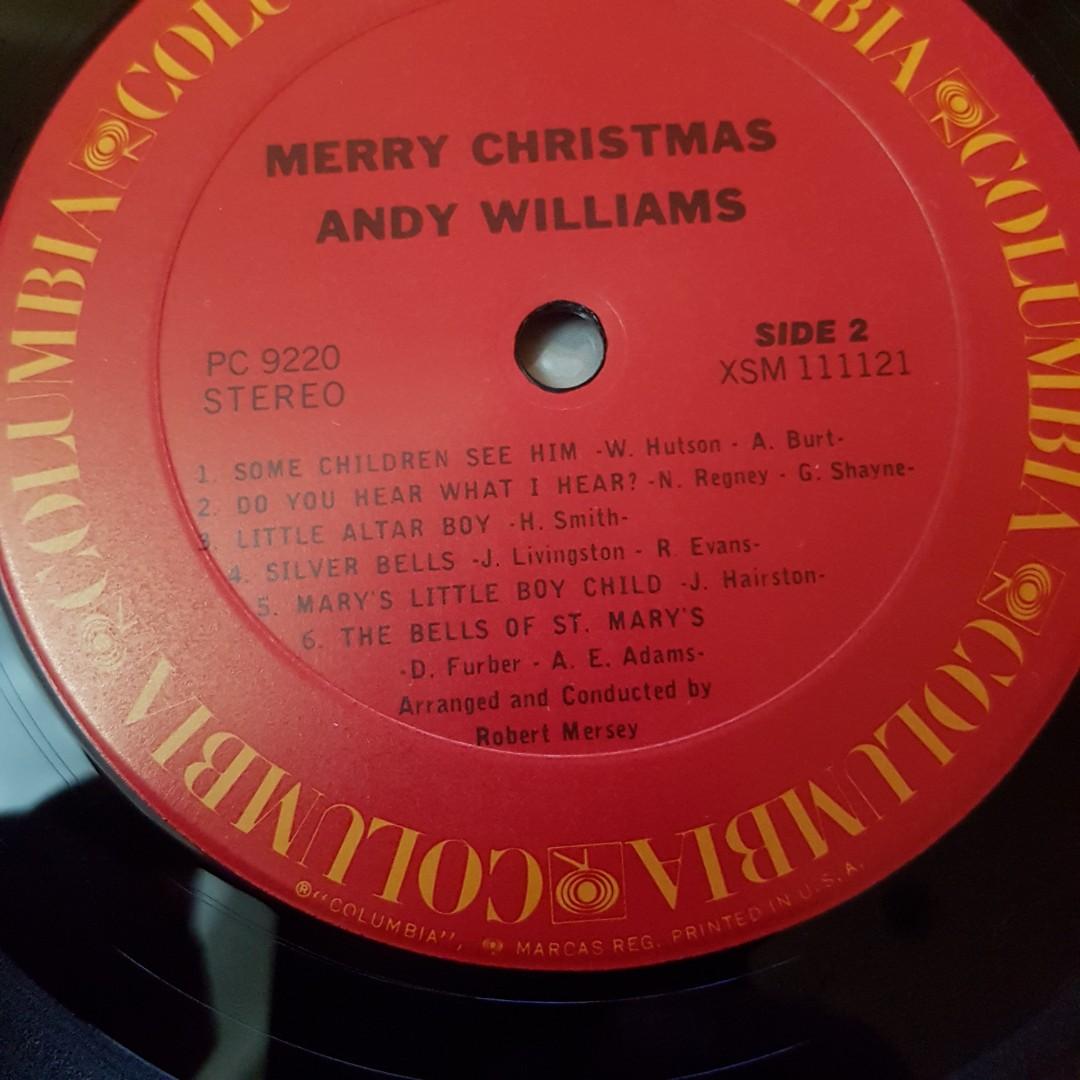 MERRY CHRISTMAS
ANDY WILLIAMS
PC 9220
STEREO
SIDE 2
XSM 111121
1. SOME CHILDREN SEE HIM -W. Hutson - A. Burt-
2. DO YOU HEAR WHAT I HEAR? -N. Regney - G. Shayne-
3. LITTLE ALTAR BOY -H. Smith-
4. SILVER BELLS -J. Livingston - R. Evans-
5. MARY'S LITTLE BOY CHILD -J. Hairston-
6. THE BELLS OF ST. MARY'S
-D. Furber - A. E. Adams-
Arranged and Conducted by
Robert Mersey
COLUMBIA
COLUMBIA
COLUMBIA
COLUMBIA
COLUMBIA
®"COLUMBIA", MARCAS REG. PRINTED IN U.S.A.